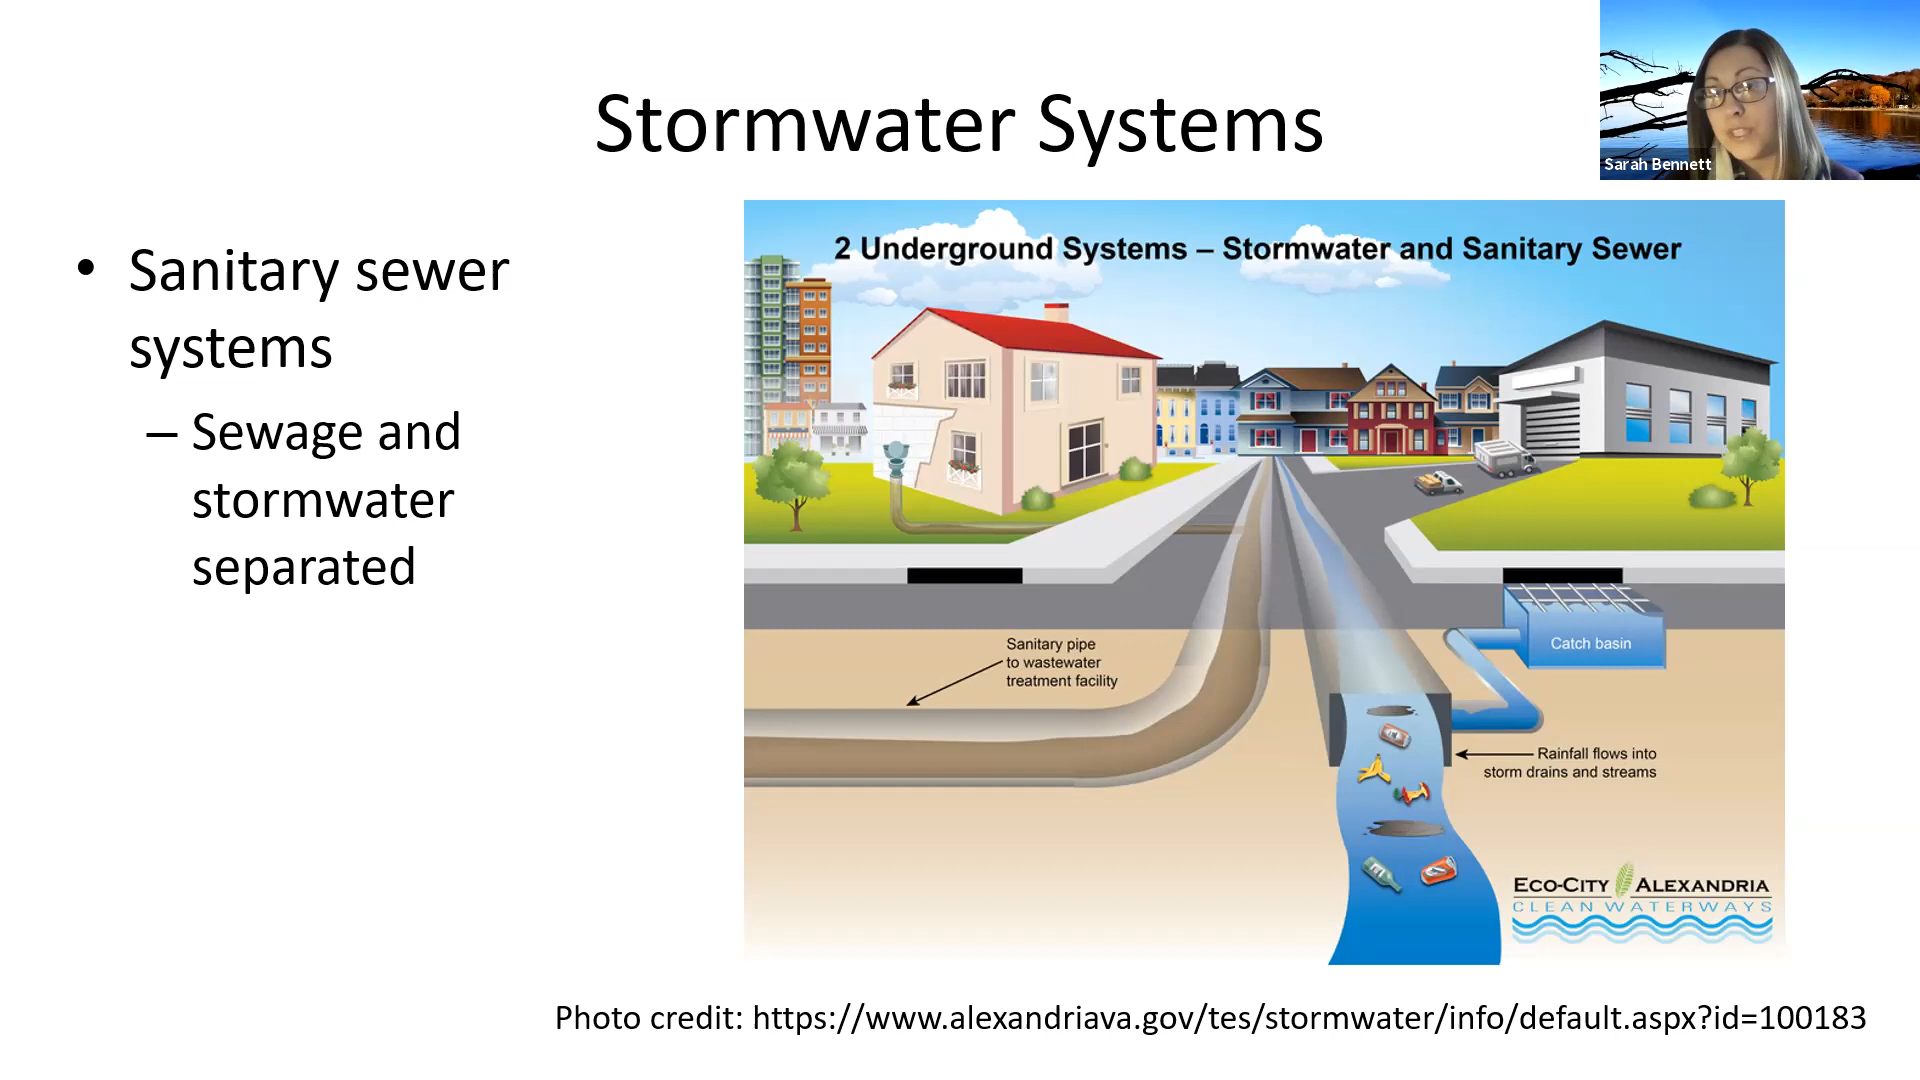 Stormwater Systems
Sarah Bennett
• Sanitary sewer
systems
– Sewage and
stormwater
separated
2 Underground Systems – Stormwater and Sanitary Sewer
Sanitary pipe
to wastewater
treatment facility
Catch basin
Rainfall flows into
storm drains and streams
ECO-CITY ALEXANDRIA
CLEAN WATERWAYS
Photo credit: https://www.alexandriava.gov/tes/stormwater/info/default.aspx?id=100183